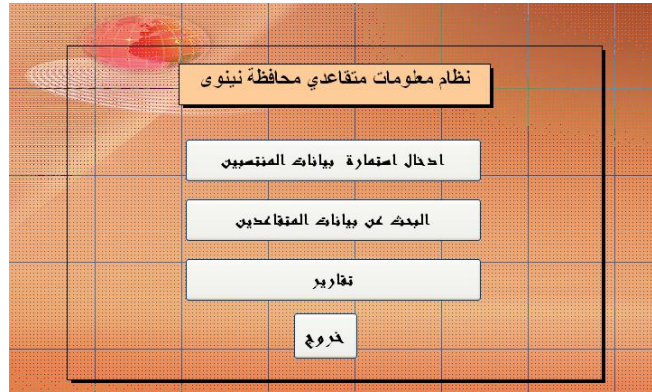 نظام معلومات متقاعدي محافظة نينوى
ادخال استمارة بيانات المنتسبين
البحث عن بيانات المتقاعدين
تقارير
خروج